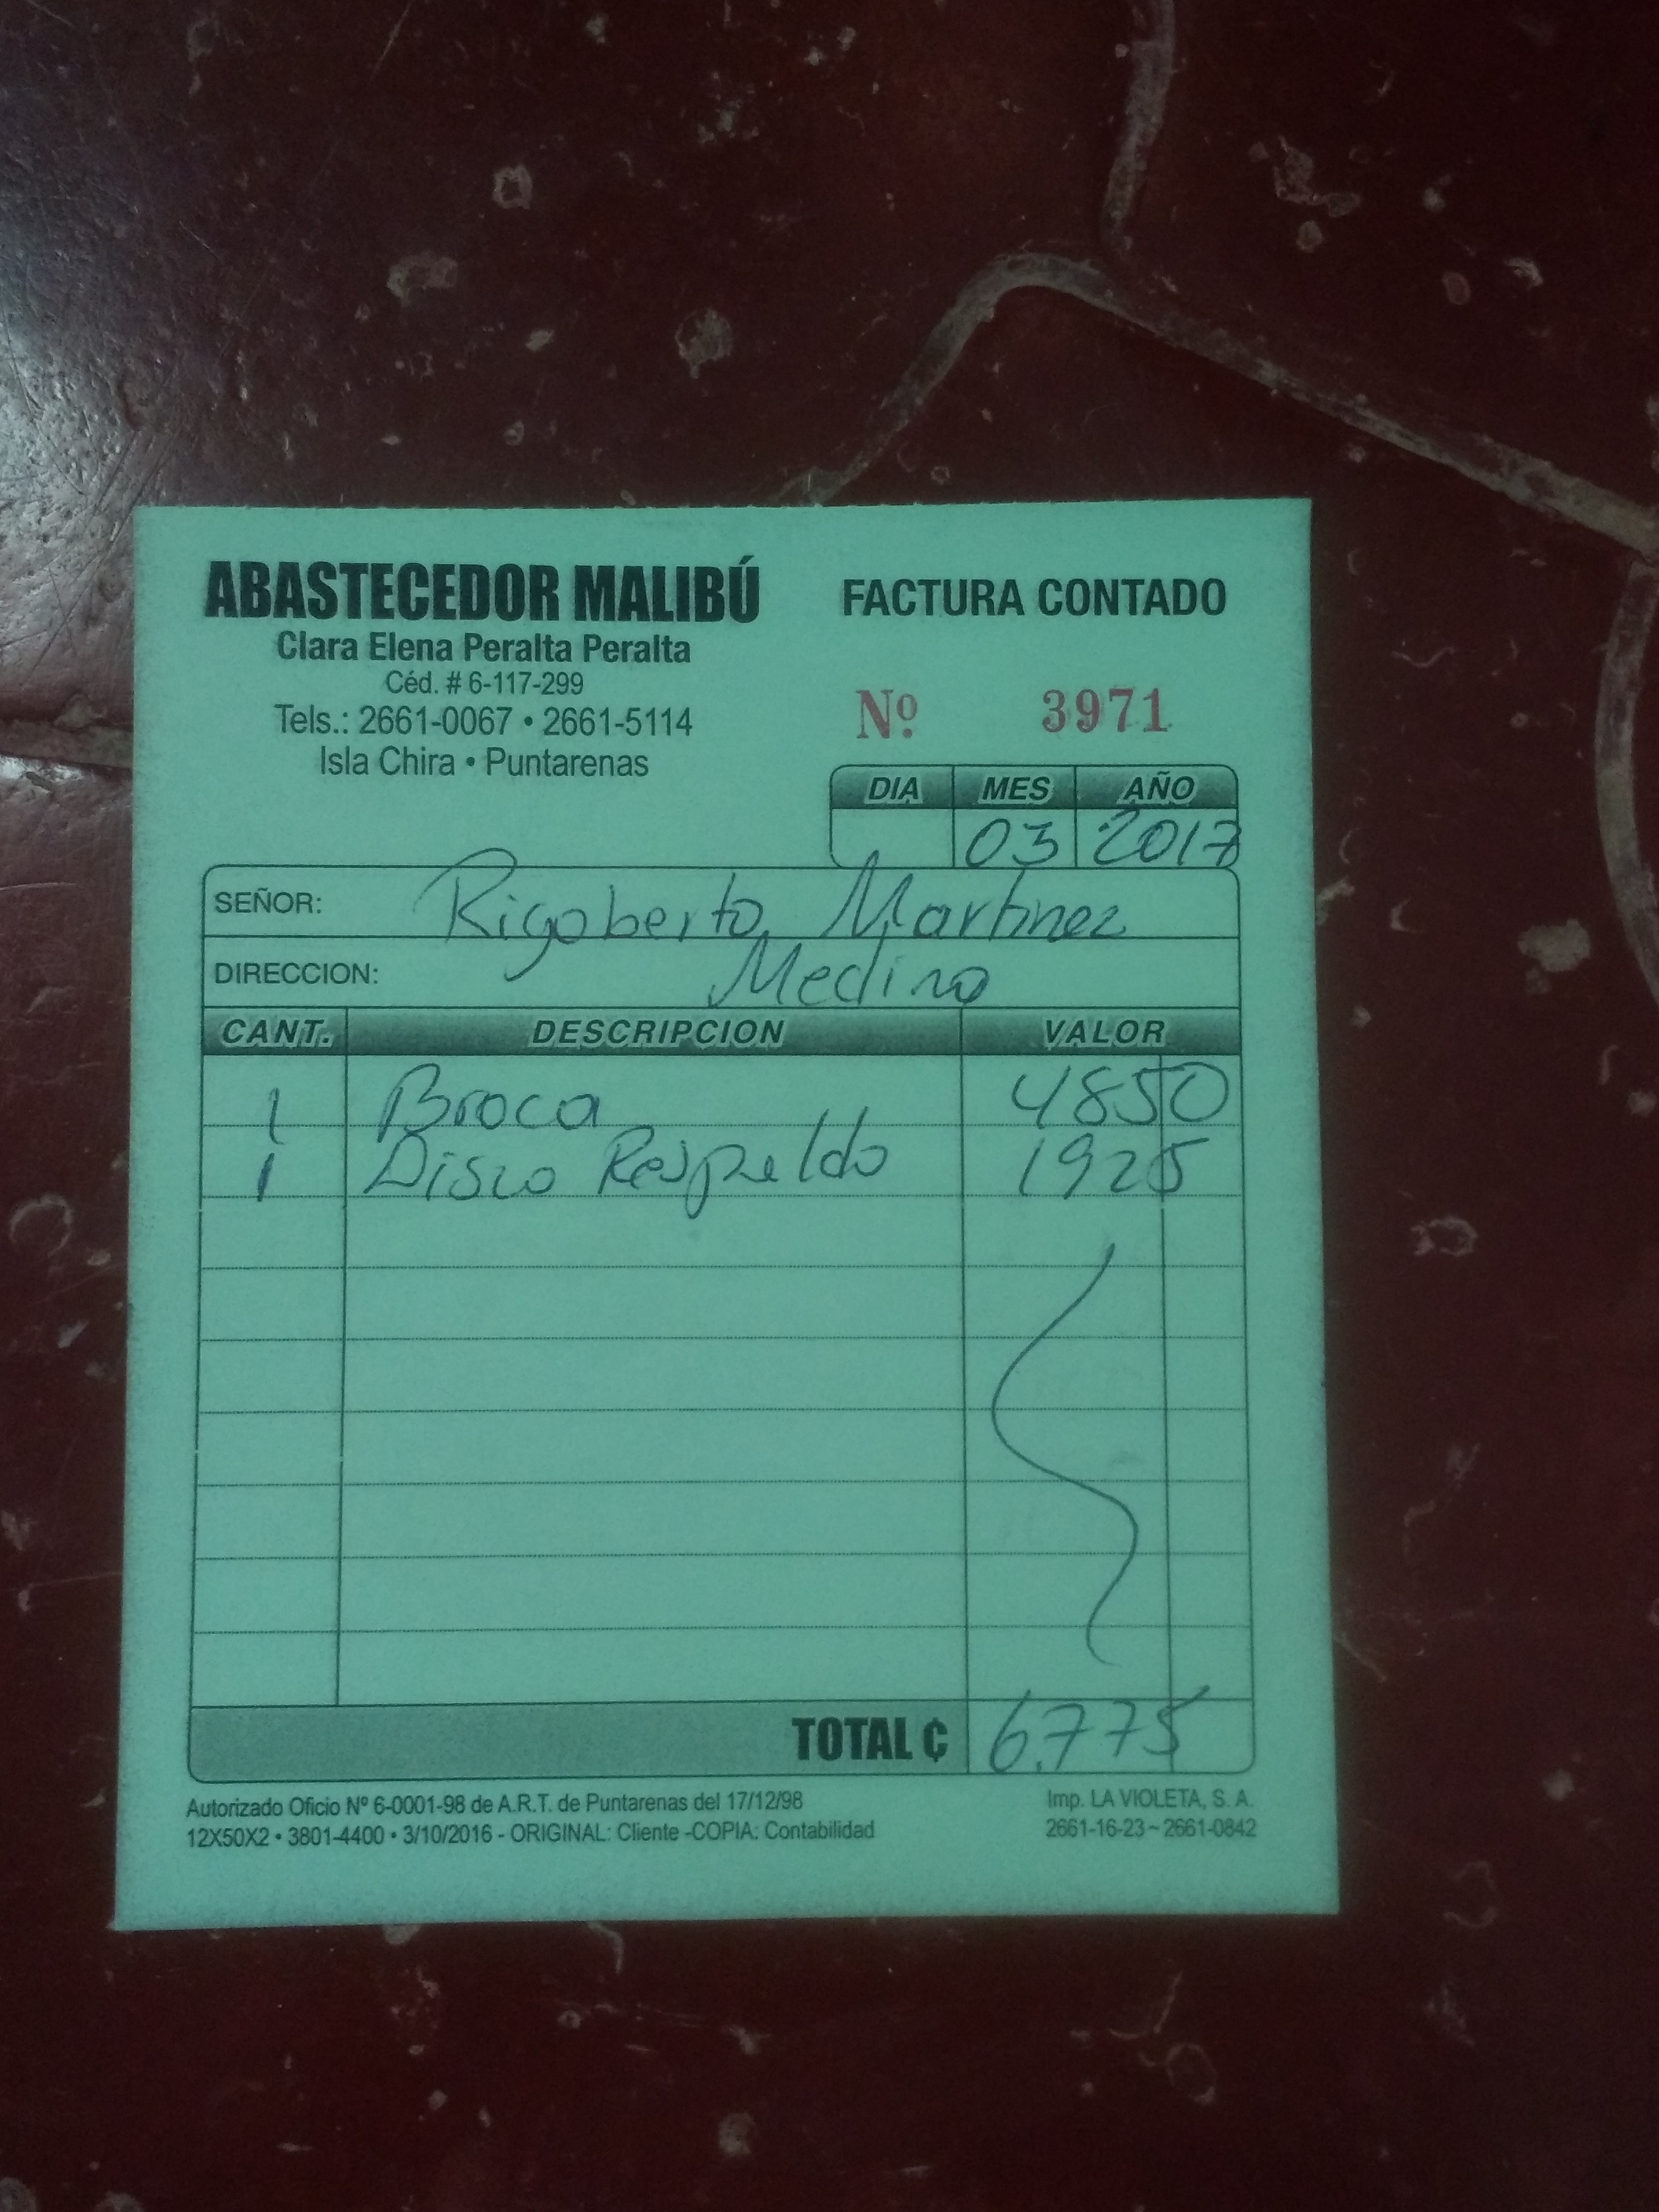 ABASTECEDOR MALIBÚ
Clara Elena Peralta Peralta
Céd. # 6-117-299
Tels.: 2661-0067 • 2661-5114
Isla Chira • Puntarenas
FACTURA CONTADO
Nº 3971
DIA MES AÑO
03 2017
SEÑOR: Rigoberto Martinez
DIRECCION: Medina
CANT. DESCRIPCION VALOR
1 Broca 4850
1 Disco Respaldo 1925
TOTAL ₡ 6.775
Autorizado Oficio Nº 6-0001-98 de A.R.T. de Puntarenas del 17/12/98
12X50X2 • 3801-4400 • 3/10/2016 - ORIGINAL: Cliente -COPIA: Contabilidad
Imp. LA VIOLETA, S. A.
2661-16-23 ~ 2661-0842